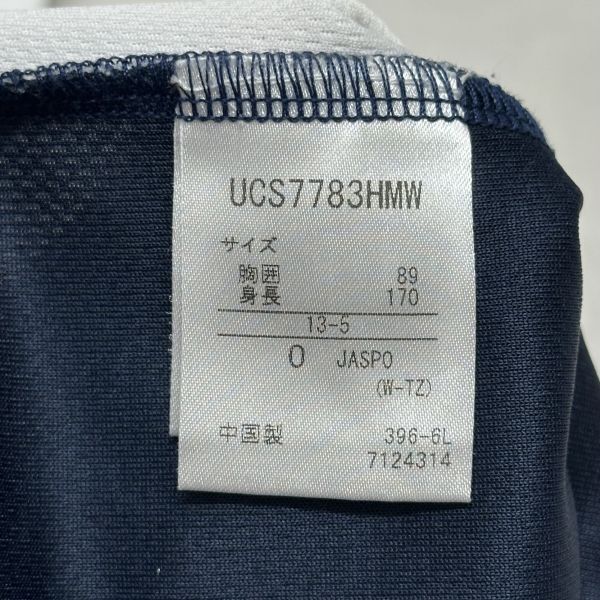 UCS7783HMW
サイズ
胸囲 89
身長 170
13-5
O JASPO
(W-TZ)
中国製 396-6L
7124314